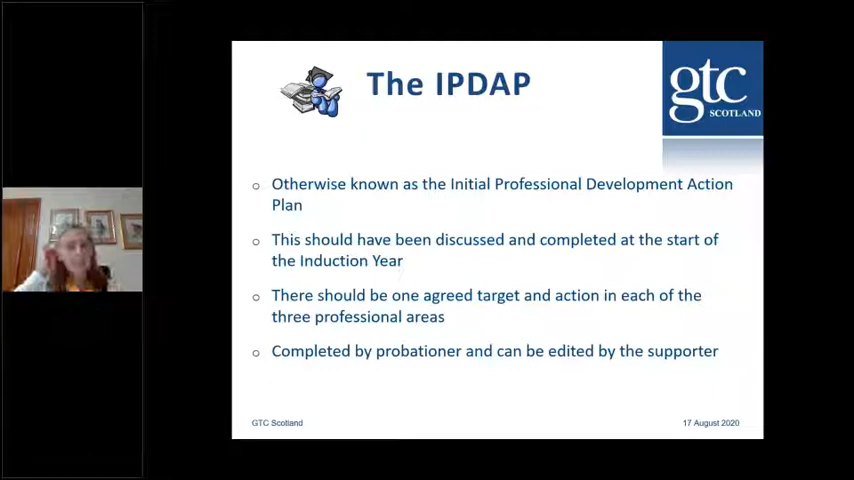 The IPDAP
gtc
SCOTLAND
Otherwise known as the Initial Professional Development Action
Plan
This should have been discussed and completed at the start of
the Induction Year
There should be one agreed target and action in each of the
three professional areas
Completed by probationer and can be edited by the supporter
GTC Scotland
17 August 2020